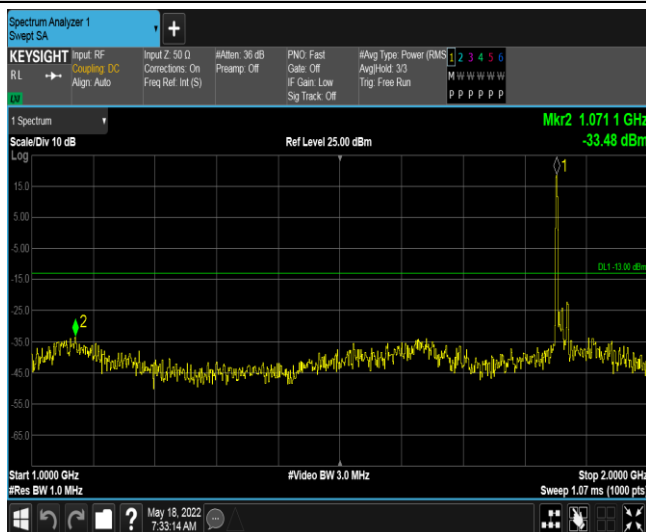 Spectrum Analyzer 1
Swept SA
+
KEYSIGHT
RL
Input: RF
Coupling: DC
Align: Auto
Input Z: 50 Ω
Corrections: On
Freq Ref: Int (S)
#Atten: 36 dB
Preamp: Off
PNO: Fast
Gate: Off
IF Gain: Low
Sig Track: Off
#Avg Type: Power (RMS
Avg|Hold: 3/3
Trig: Free Run
1 2 3 4 5 6
M W W W W W
P P P P P P
1 Spectrum
Scale/Div 10 dB
Ref Level 25.00 dBm
Mkr2 1.071 1 GHz
-33.48 dBm
Log
15.0
5.00
-5.00
-15.0
-25.0
-35.0
-45.0
-55.0
-65.0
1
DL1 -13.00 dBm
2
Start 1.0000 GHz
#Res BW 1.0 MHz
#Video BW 3.0 MHz
Stop 2.0000 GHz
Sweep 1.07 ms (1000 pts)
?
May 18, 2022
7:33:14 AM